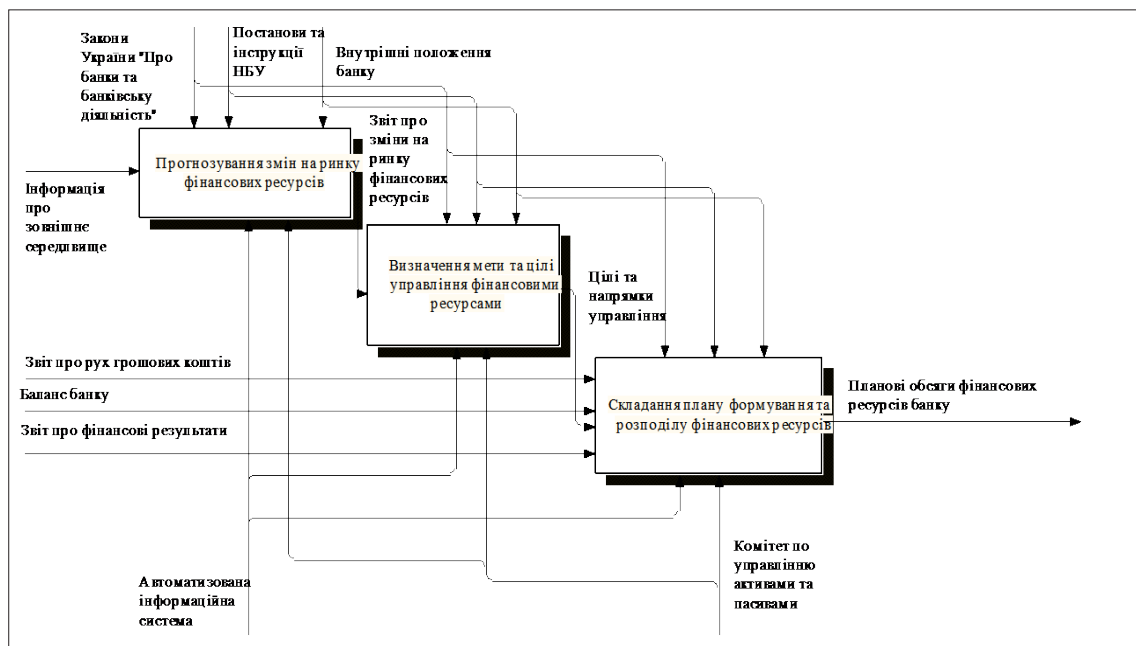 Закони
України "Про
банки та
банківську
діяльність"
Постанови та
інструкції
НБУ
Внутрішні положення
банку
Звіт про
зміни на
ринку
фінансових
ресурсів
Прогнозування змін на ринку
фінансових ресурсів
Інформація
про
зовнішнє
середлвище
Визначення мети та цілі
управління фінансовими
ресурсами
Цілі та
напрямки
управління
Звіт про рух грошових коштів
Баланс банку
Звіт про фінансові результати
Складання плану формування та
розподілу фінансових ресурсів
Планові обсяги фінансових
ресурсів банку
Автоматизована
інформаційна
система
Комітет по
управлінню
активами та
пасивами